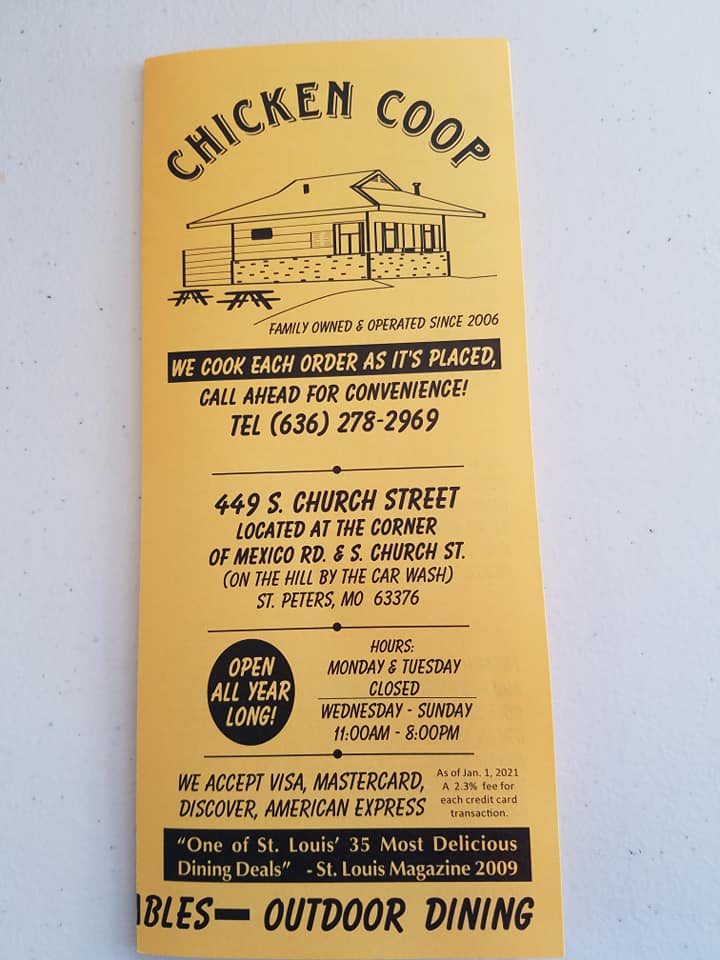 CHICKEN COOP
FAMILY OWNED & OPERATED SINCE 2006
WE COOK EACH ORDER AS IT'S PLACED,
CALL AHEAD FOR CONVENIENCE!
TEL (636) 278-2969
449 S. CHURCH STREET
LOCATED AT THE CORNER
OF MEXICO RD. & S. CHURCH ST.
(ON THE HILL BY THE CAR WASH)
ST. PETERS, MO 63376
OPEN
ALL YEAR
LONG!
HOURS:
MONDAY & TUESDAY
CLOSED
WEDNESDAY - SUNDAY
11:00AM - 8:00PM
WE ACCEPT VISA, MASTERCARD,
DISCOVER, AMERICAN EXPRESS
As of Jan. 1, 2021
A 2.3% fee for
each credit card
transaction.
"One of St. Louis' 35 Most Delicious
Dining Deals" - St. Louis Magazine 2009
BLES— OUTDOOR DINING